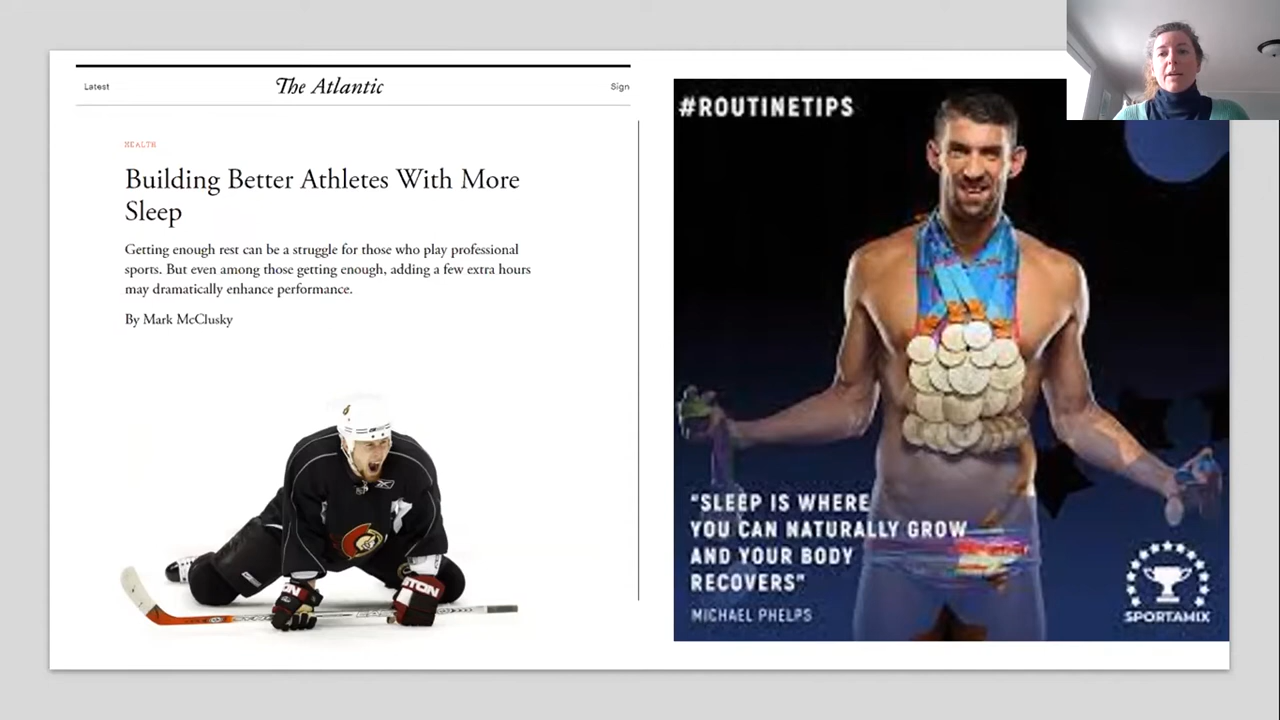 Latest
The Atlantic
Sign
HEALTH
Building Better Athletes With More
Sleep
Getting enough rest can be a struggle for those who play professional
sports. But even among those getting enough, adding a few extra hours
may dramatically enhance performance.
By Mark McClusky
#ROUTINETIPS
"SLEEP IS WHERE
YOU CAN NATURALLY GROW
AND YOUR BODY
RECOVERS"
MICHAEL PHELPS
SPORTAMIX